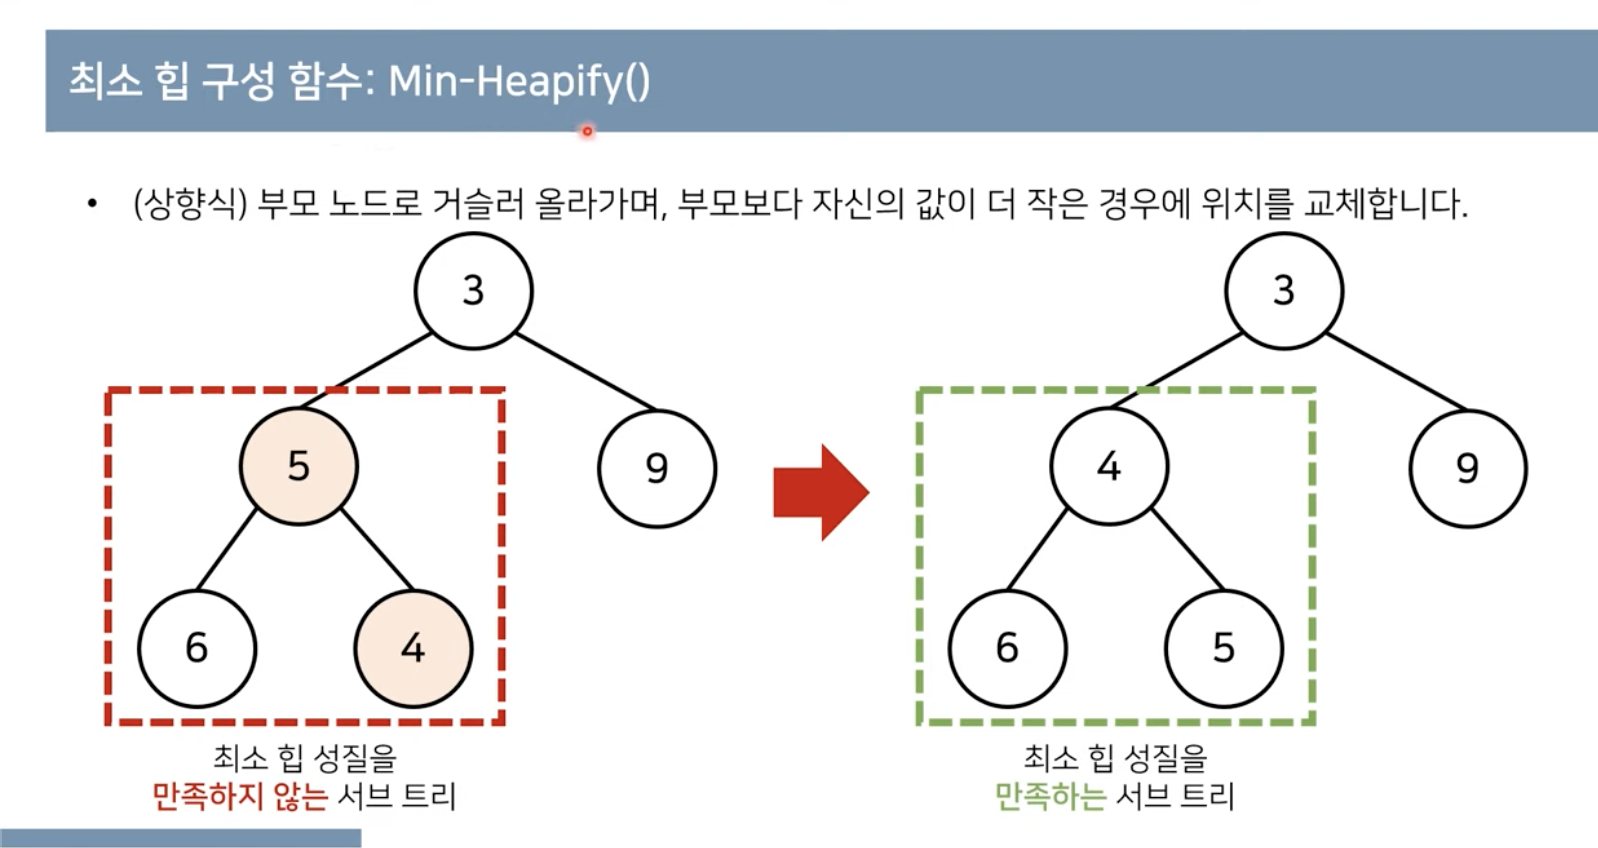 최소 힙 구성 함수: Min-Heapify()
• (상향식) 부모 노드로 거슬러 올라가며, 부모보다 자신의 값이 더 작은 경우에 위치를 교체합니다.
3
5
9
6
4
최소 힙 성질을
만족하지 않는 서브 트리
3
4
9
6
5
최소 힙 성질을
만족하는 서브 트리